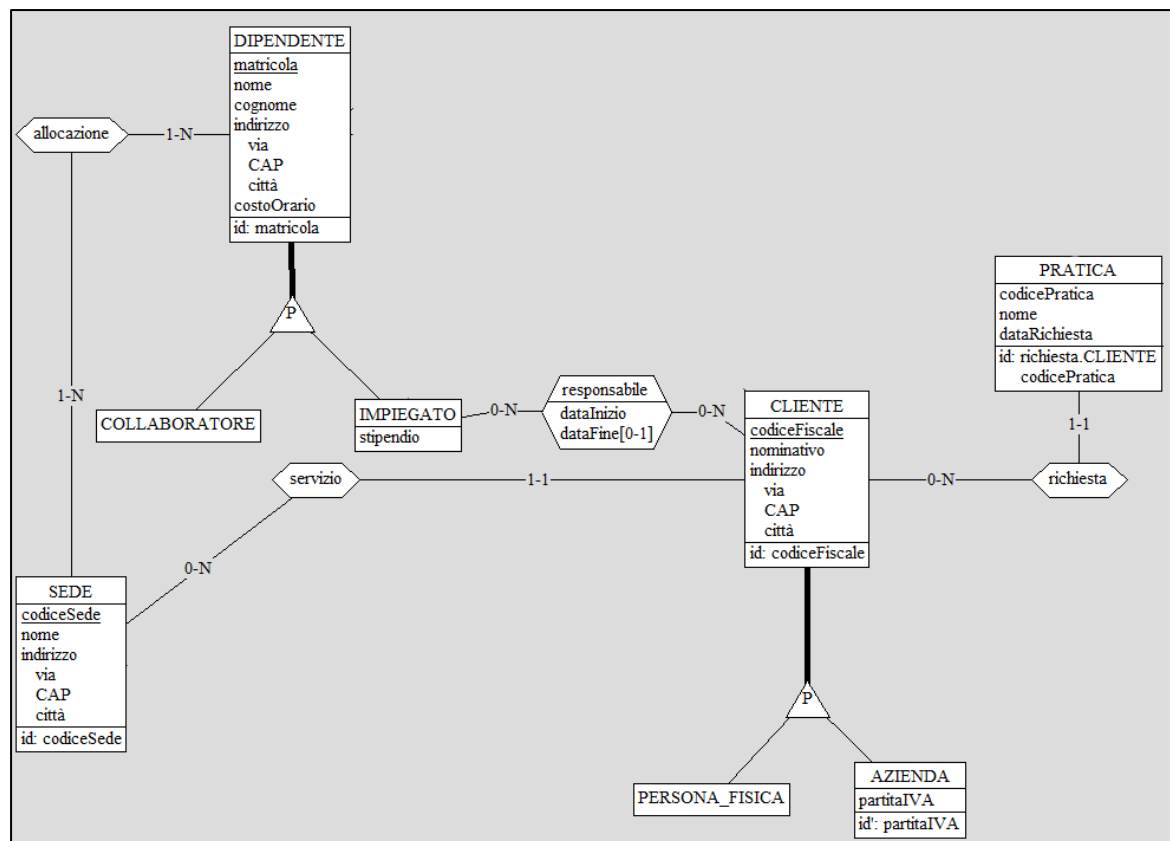 DIPENDENTE
matricola
nome
cognome
indirizzo
via
CAP
città
costoOrario
id: matricola
allocazione
1-N
1-N
P
COLLABORATORE
IMPIEGATO
stipendio
0-N
responsabile
dataInizio
dataFine[0-1]
0-N
PRATICA
codicePratica
nome
dataRichiesta
id: richiesta.CLIENTE
codicePratica
1-1
richiesta
0-N
CLIENTE
codiceFiscale
nominativo
indirizzo
via
CAP
città
id: codiceFiscale
servizio
1-1
0-N
SEDE
codiceSede
nome
indirizzo
via
CAP
città
id: codiceSede
P
PERSONA_FISICA
AZIENDA
partitaIVA
id': partitaIVA